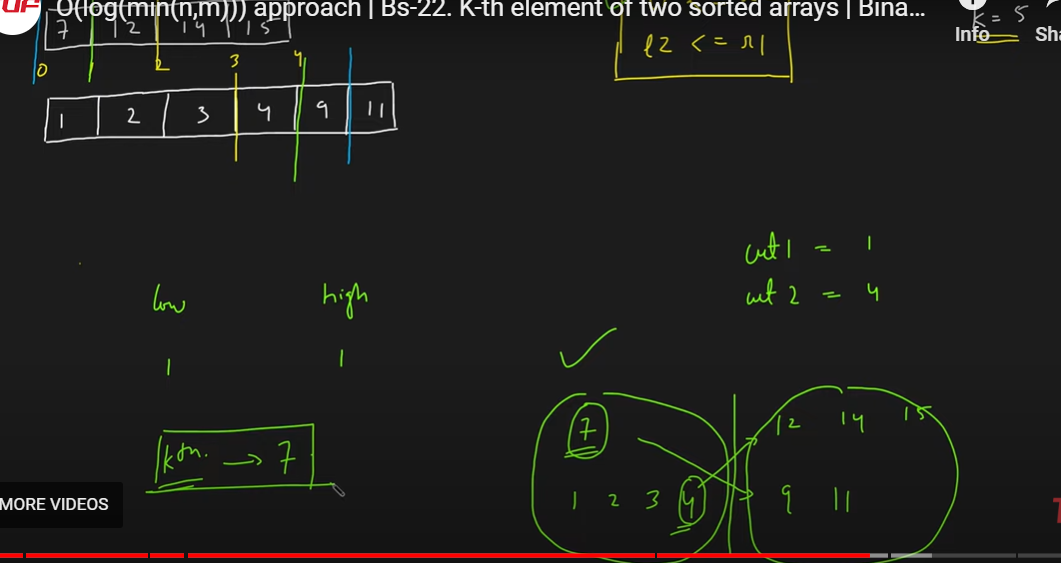 O(log(min(n,m))) approach | Bs-22. K-th element of two sorted arrays | Bina...
7 12 14 15
k = 5
Info
l2 <= r1
0 1 2 3 4
1 2 3 4 9 11
cut 1 = 1
low high
cut 2 = 4
1 1
7 12 14 15
kth. -> 7
1 2 3 4 9 11
MORE VIDEOS